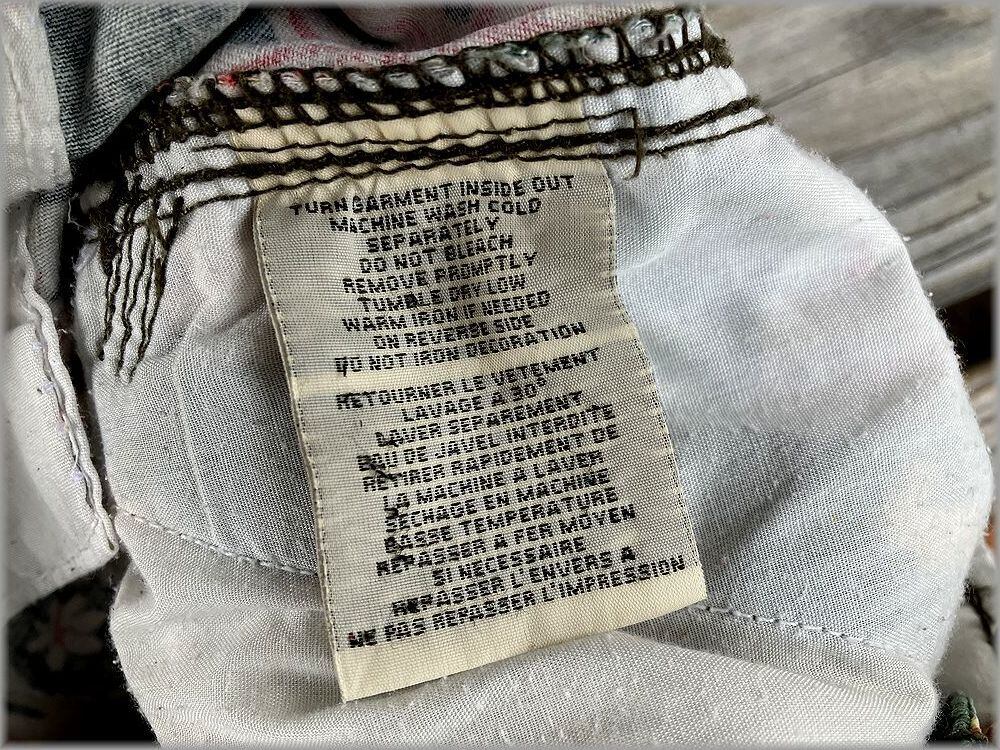 TURN GARMENT INSIDE OUT
MACHINE WASH COLD
SEPARATELY
DO NOT BLEACH
REMOVE PROMPTLY
TUMBLE DRY LOW
WARM IRON IF NEEDED
ON REVERSE SIDE
DO NOT IRON DECORATION
RETOURNER LE VETEMENT
LAVAGE A 30°
LAVER SEPAREMENT
EAU DE JAVEL INTERDITE
RETIRER RAPIDEMENT DE
LA MACHINE A LAVER
SECHAGE EN MACHINE
BASSE TEMPERATURE
REPASSER A FER MOYEN
SI NECESSAIRE
REPASSER L'ENVERS A
NE PAS REPASSER L'IMPRESSION